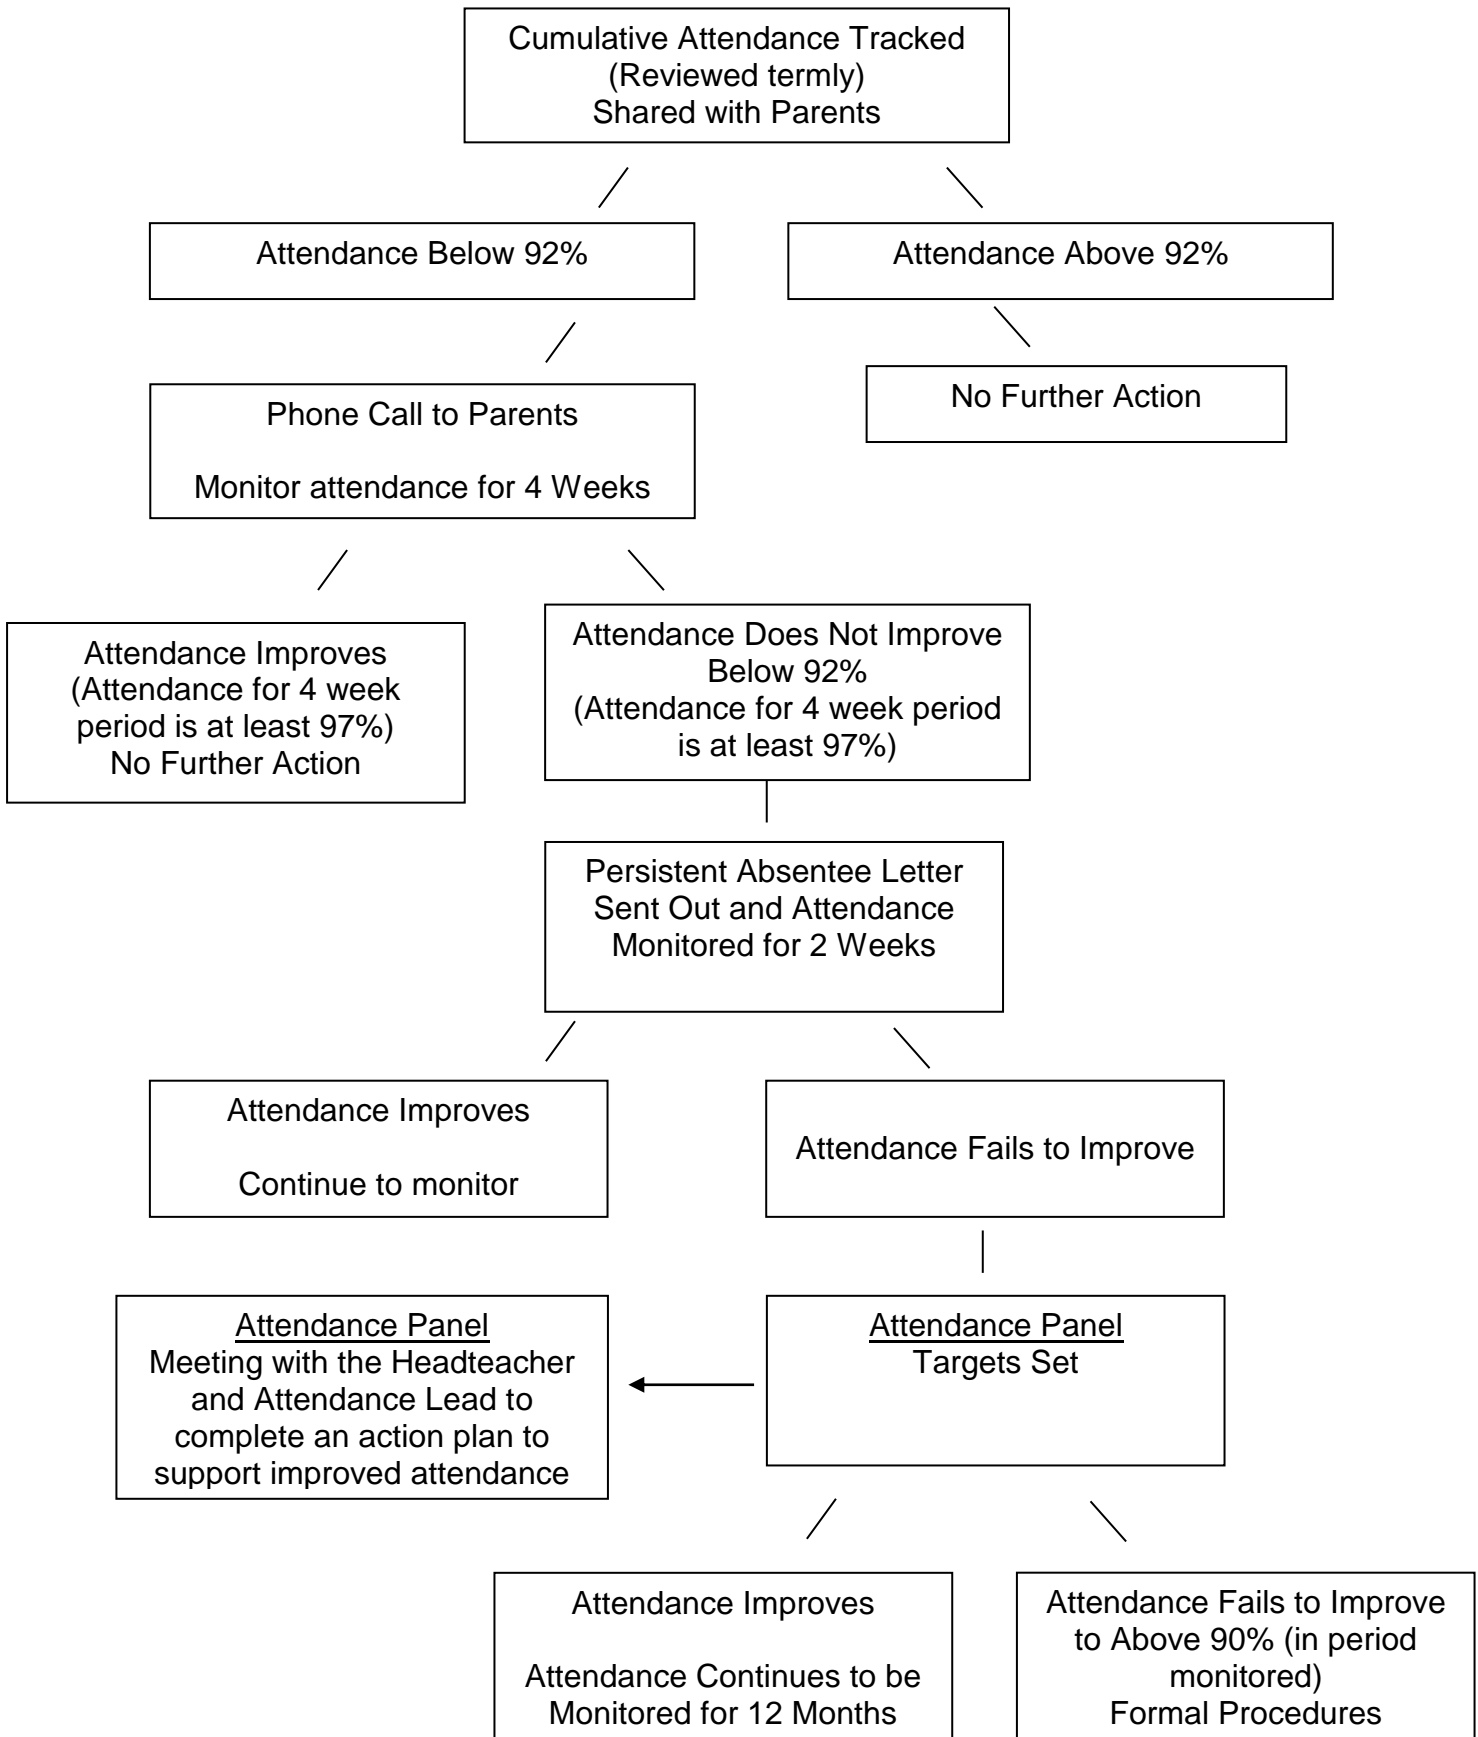 Cumulative Attendance Tracked
(Reviewed termly)
Shared with Parents
Attendance Below 92%
Attendance Above 92%
Phone Call to Parents
Monitor attendance for 4 Weeks
No Further Action
Attendance Improves
(Attendance for 4 week
period is at least 97%)
No Further Action
Attendance Does Not Improve
Below 92%
(Attendance for 4 week period
is at least 97%)
Persistent Absentee Letter
Sent Out and Attendance
Monitored for 2 Weeks
Attendance Improves
Continue to monitor
Attendance Fails to Improve
Attendance Panel
Meeting with the Headteacher
and Attendance Lead to
complete an action plan to
support improved attendance
Attendance Panel
Targets Set
Attendance Improves
Attendance Continues to be
Monitored for 12 Months
Attendance Fails to Improve
to Above 90% (in period
monitored)
Formal Procedures